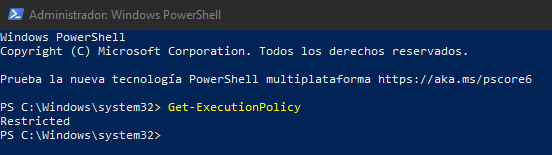 Administrador: Windows PowerShell
Windows PowerShell
Copyright (C) Microsoft Corporation. Todos los derechos reservados.
Prueba la nueva tecnología PowerShell multiplataforma https://aka.ms/pscore6
PS C:\Windows\system32> Get-ExecutionPolicy
Restricted
PS C:\Windows\system32>